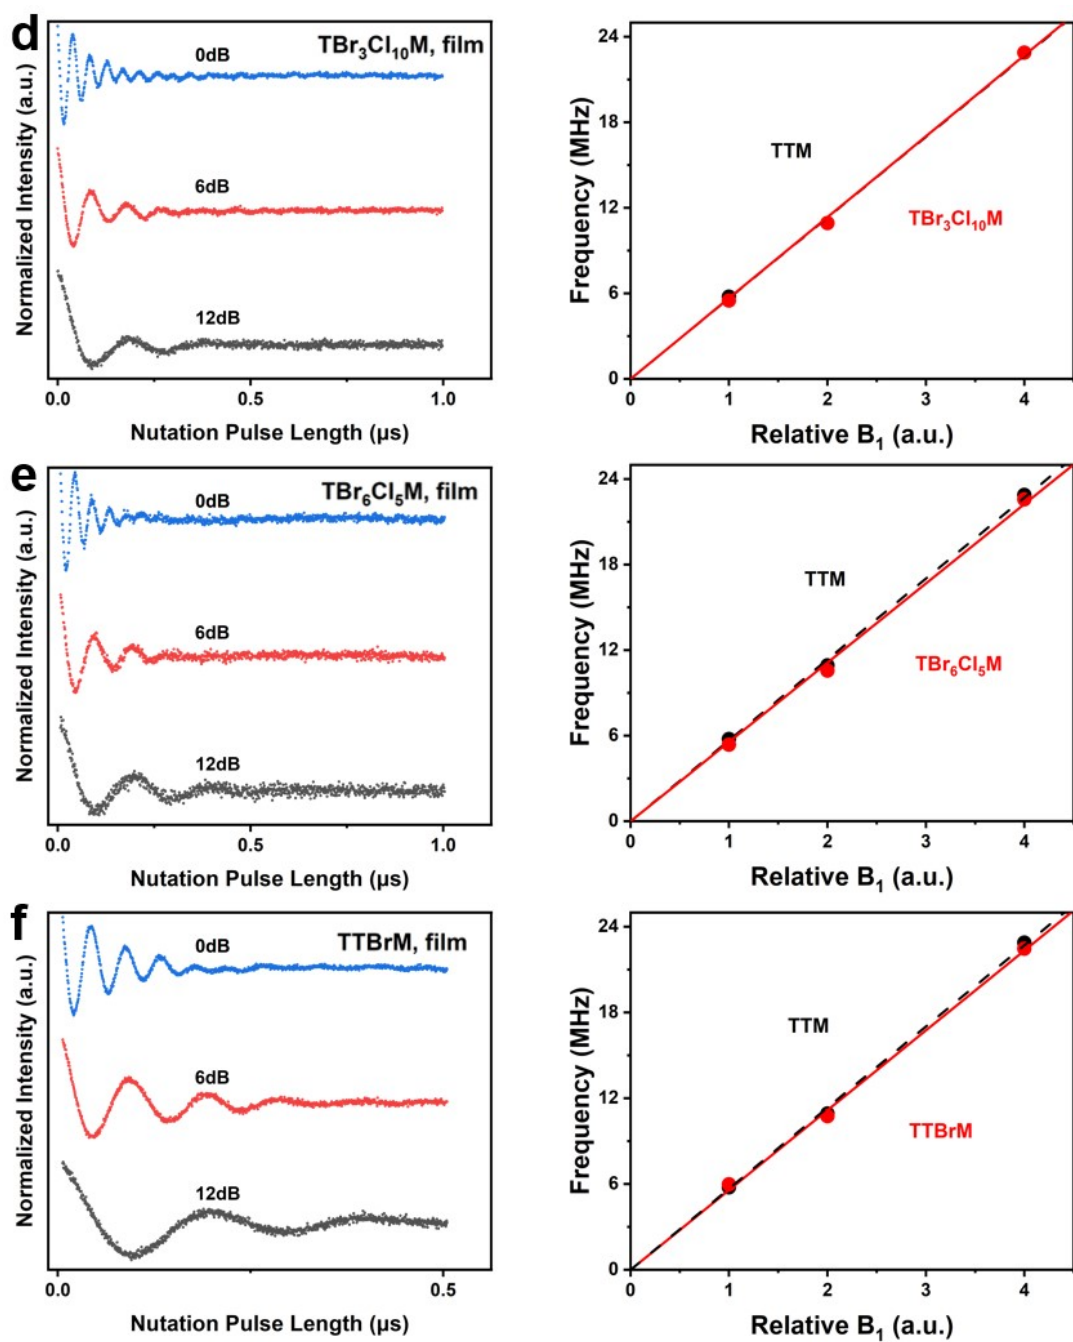 d
TBr₃Cl₁₀M, film
0dB
6dB
12dB
Normalized Intensity (a.u.)
0.0 0.5 1.0
Nutation Pulse Length (μs)
24
18
12
6
0
Frequency (MHz)
TTM
TBr₃Cl₁₀M
0 1 2 3 4
Relative B₁ (a.u.)
e
TBr₆Cl₅M, film
0dB
6dB
12dB
Normalized Intensity (a.u.)
0.0 0.5 1.0
Nutation Pulse Length (μs)
24
18
12
6
0
Frequency (MHz)
TTM
TBr₆Cl₅M
0 1 2 3 4
Relative B₁ (a.u.)
f
TTBrM, film
0dB
6dB
12dB
Normalized Intensity (a.u.)
0.0 0.5
Nutation Pulse Length (μs)
24
18
12
6
0
Frequency (MHz)
TTM
TTBrM
0 1 2 3 4
Relative B₁ (a.u.)